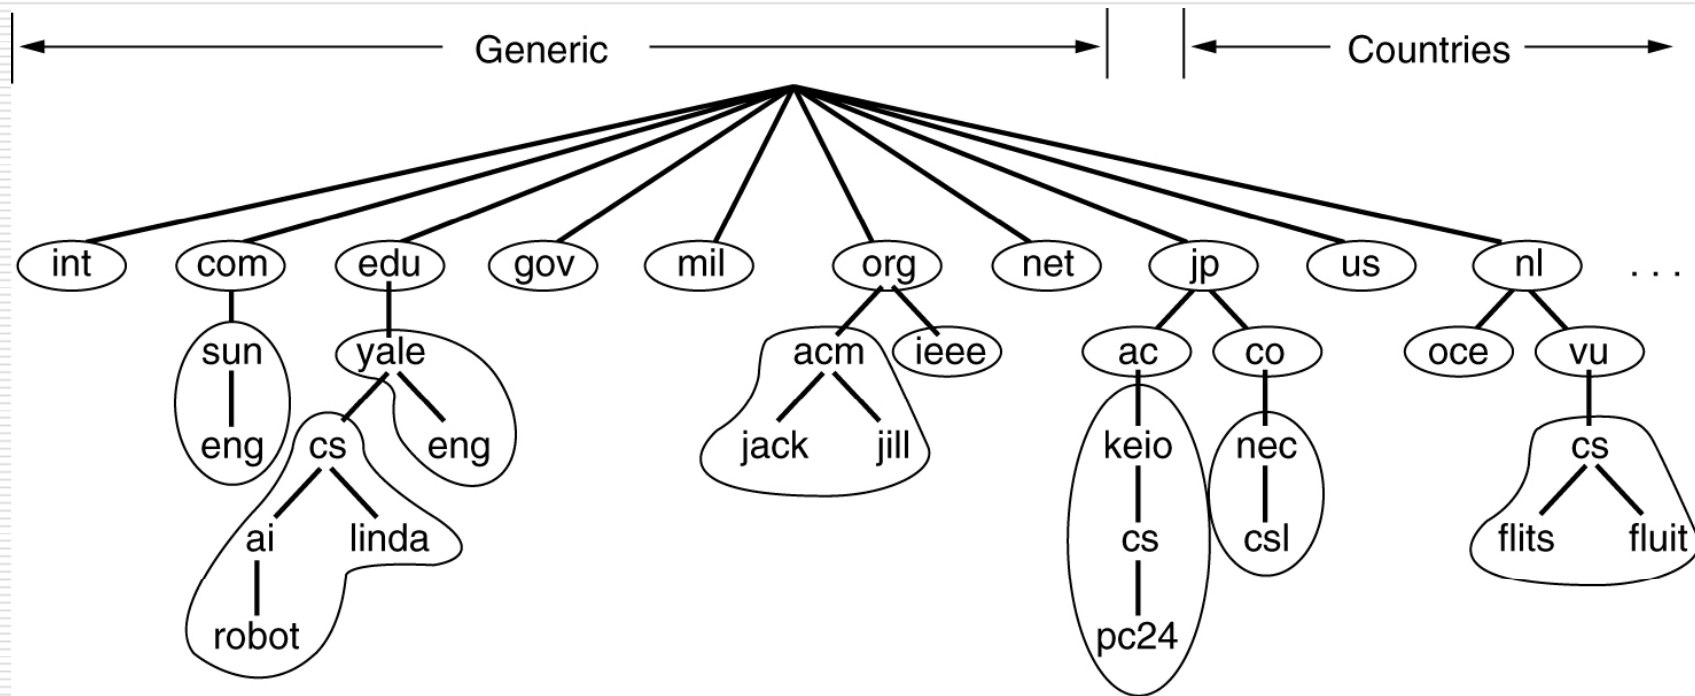 Generic Countries
int com edu gov mil org net jp us nl . . .
sun yale acm ieee ac co oce vu
eng cs eng jack jill keio nec cs
ai linda cs csl flits fluit
robot pc24